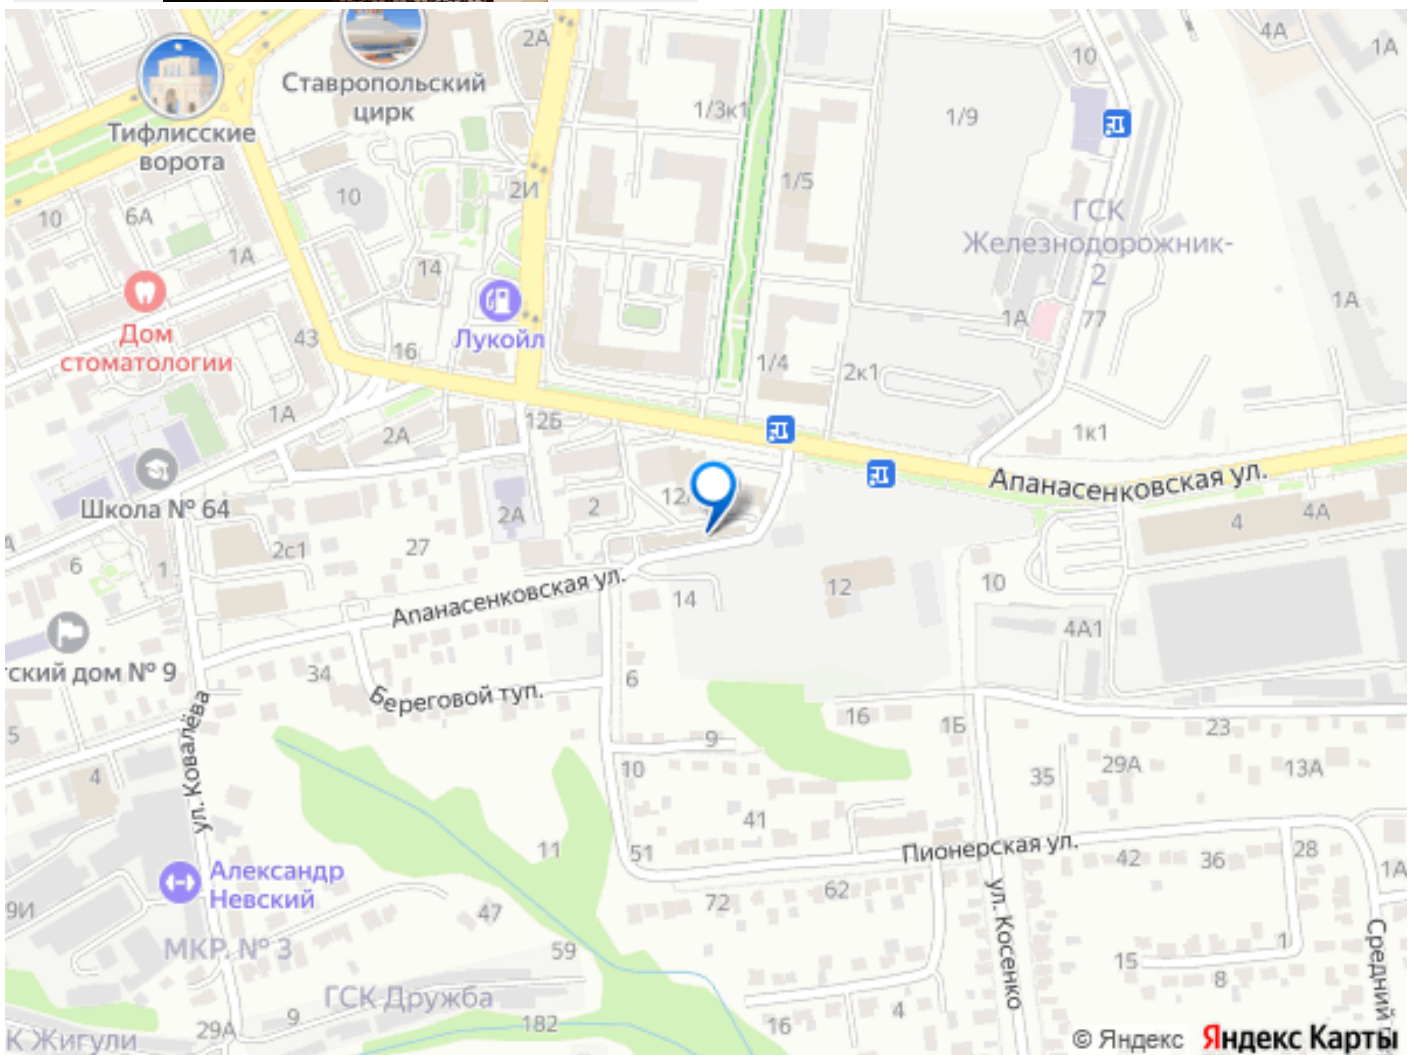 2А
4А
1А
10
Ставропольский
цирк
1/3к1
1/9
Тифлисские
ворота
1/5
2И
10
6А
10
ГСК
Железнодорожник-
2
1А
14
1А
Дом
стоматологии
Лукойл
43
16
1А
77
1/4
2к1
1А
2А
12Б
1к1
Школа № 64
Апанасенковская ул.
12
2
2А
4
4А
27
2с1
6
1
Апанасенковская ул.
14
12
10
4А1
ский дом № 9
34
6
Береговой туп.
16
1Б
23
5
ул. Ковалёва
9
4
10
35
29А
13А
41
11
51
Пионерская ул.
42
36
28
1А
Александр
Невский
9И
72
62
47
МКР. № 3
59
ул. Косенко
Средний
1
15
8
ГСК Дружба
9
29А
182
16
4
К Жигули
© Яндекс Яндекс Карты